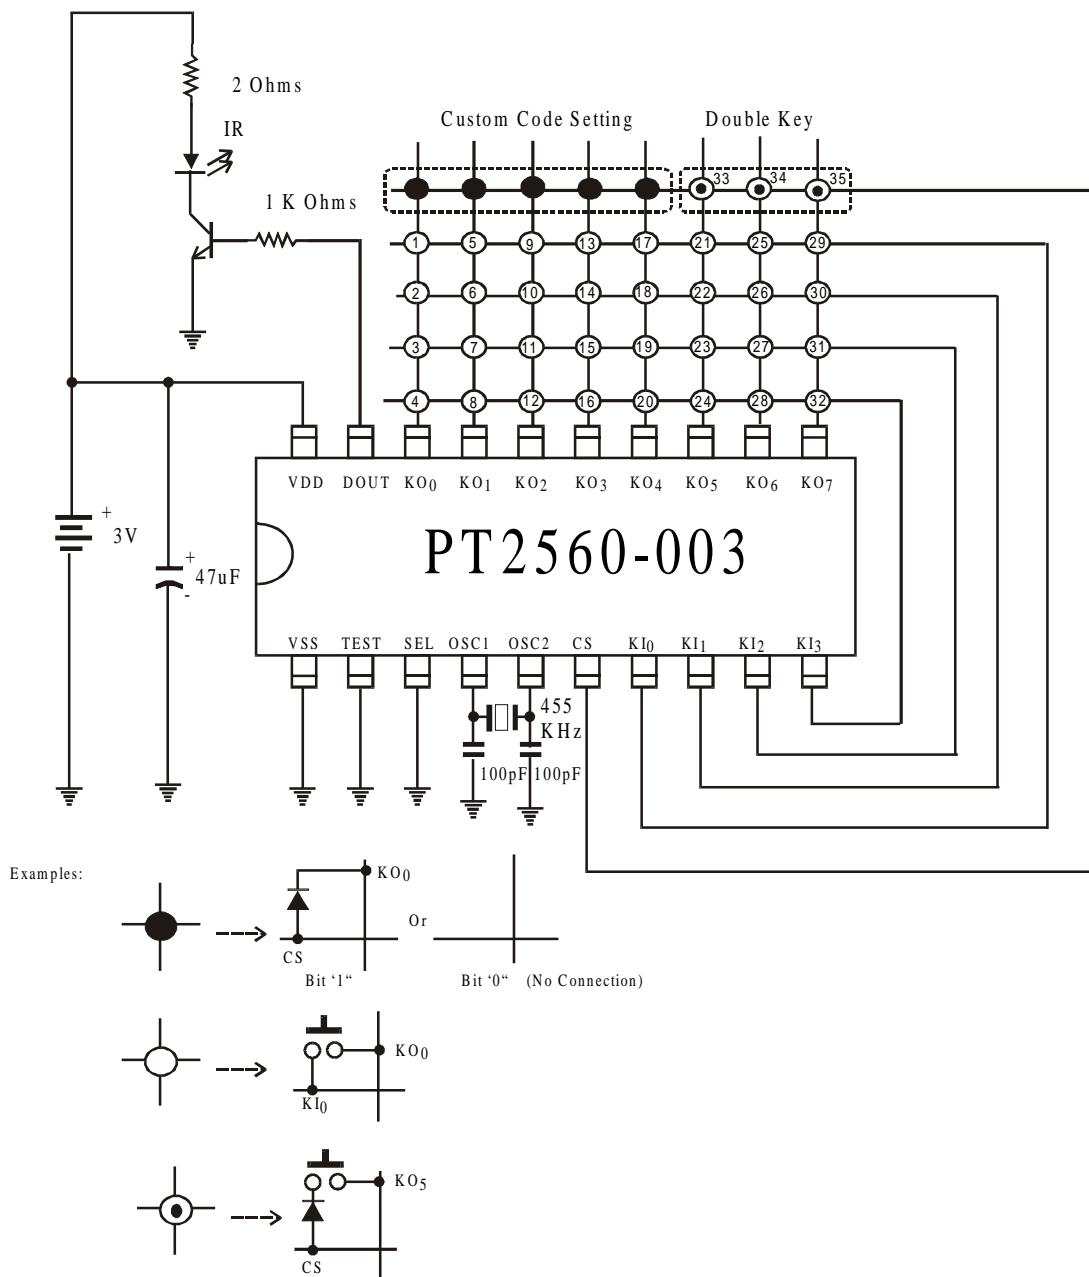 2 Ohms
IR
1 K Ohms
Custom Code Setting
Double Key
33 34 35
1 5 9 13 17 21 25 29
2 6 10 14 18 22 26 30
3 7 11 15 19 23 27 31
4 8 12 16 20 24 28 32
VDD DOUT KO0 KO1 KO2 KO3 KO4 KO5 KO6 KO7
+
3V
PT2560-003
+
47uF
-
VSS TEST SEL OSC1 OSC2 CS KI0 KI1 KI2 KI3
455
KHz
100pF 100pF
Examples:
KO0
Or
CS
Bit ‘1“ Bit ‘0“ (No Connection)
KO0
KI0
KO5
CS